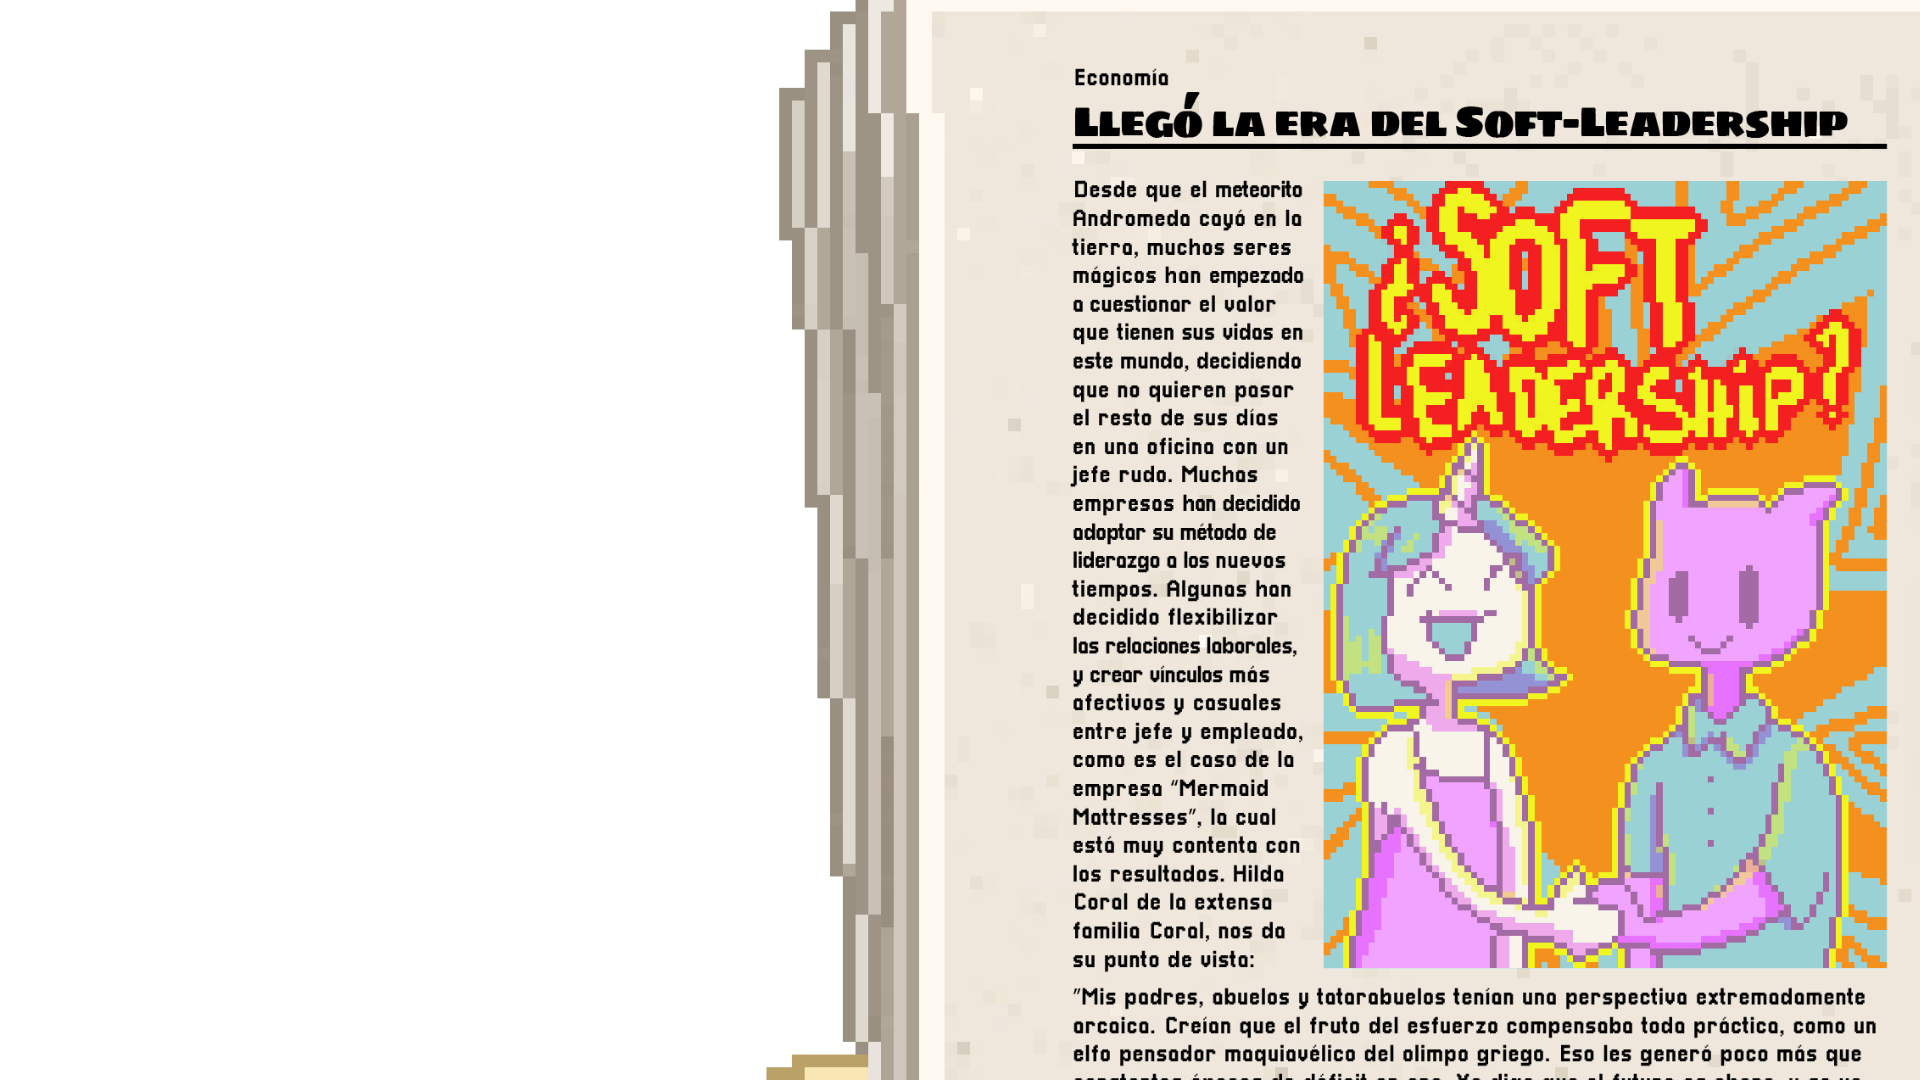 Economía
Llegó la era del Soft-Leadership
Desde que el meteorito
Andromeda cayó en la
tierra, muchos seres
mágicos han empezado
a cuestionar el valor
que tienen sus vidas en
este mundo, decidiendo
que no quieren pasar
el resto de sus días
en una oficina con un
jefe rudo. Muchas
empresas han decidido
adoptar su método de
liderazgo a los nuevos
tiempos. Algunas han
decidido flexibilizar
las relaciones laborales,
y crear vínculos más
afectivos y casuales
entre jefe y empleado,
como es el caso de la
empresa "Mermaid
Mattresses", la cual
está muy contenta con
los resultados. Hilda
Coral de la extensa
familia Coral, nos da
su punto de vista:
¿SOFT
LEADERSHiP?
"Mis padres, abuelos y tatarabuelos tenían una perspectiva extremadamente
arcaica. Creían que el fruto del esfuerzo compensaba toda práctica, como un
elfo pensador maquiavélico del olimpo griego. Eso les generó poco más que